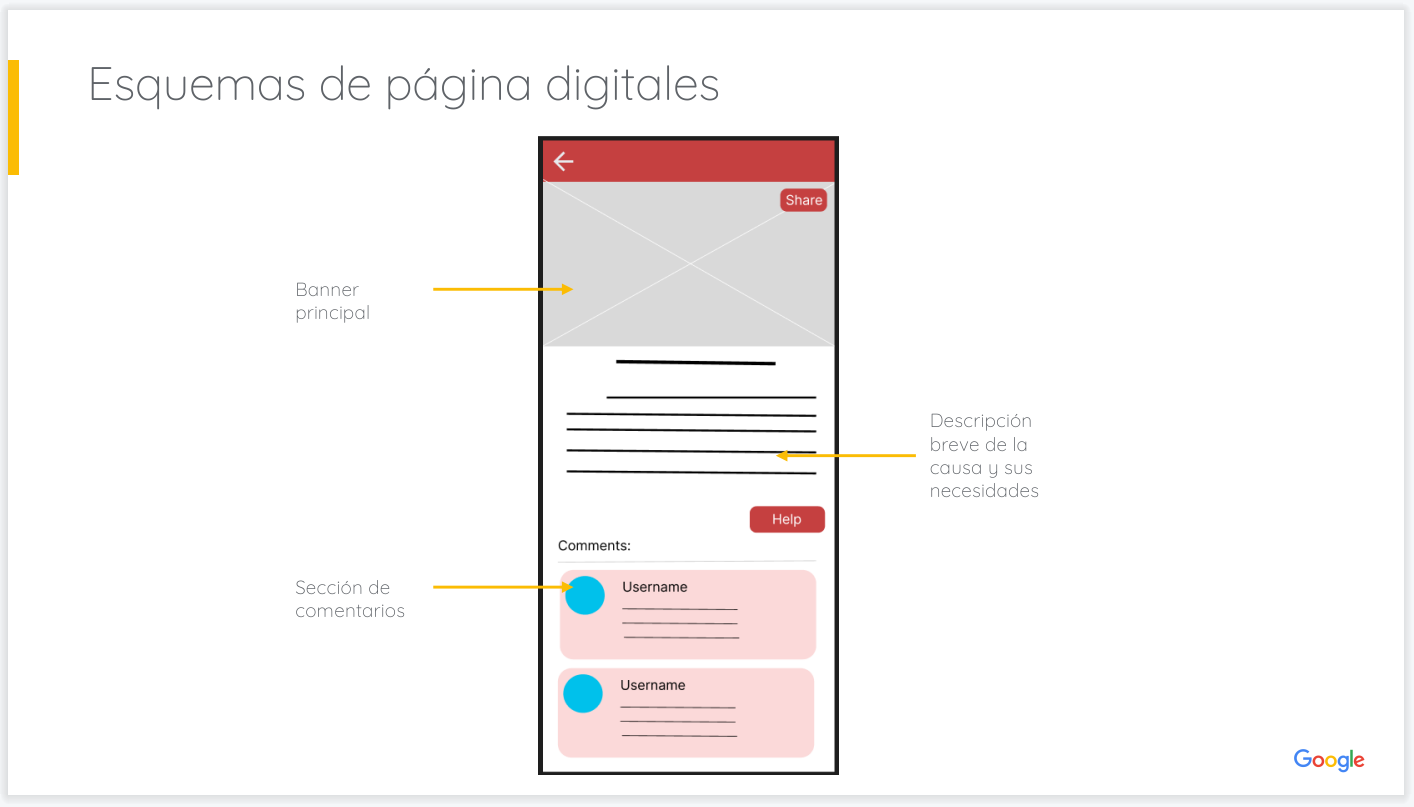 Esquemas de página digitales
Share
Banner
principal
Descripción
breve de la
causa y sus
necesidades
Help
Comments:
Sección de
comentarios
Username
Username
Google